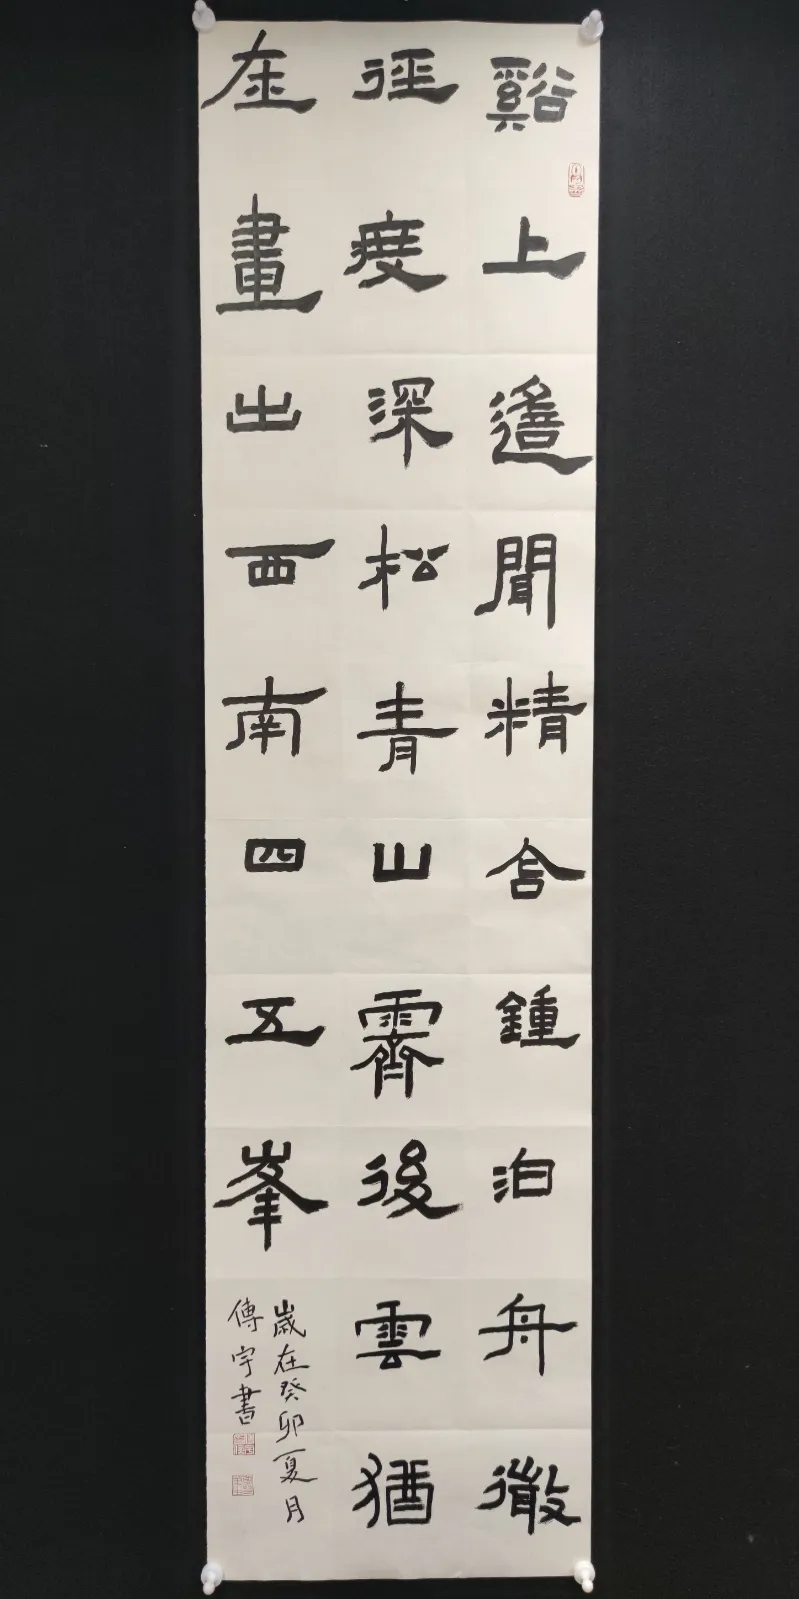 谿上遙聞精舍鍾泊舟微
徑度深松青山霽後雲猶
在畫出西南四五峯
歲在癸卯夏月
傳宇書